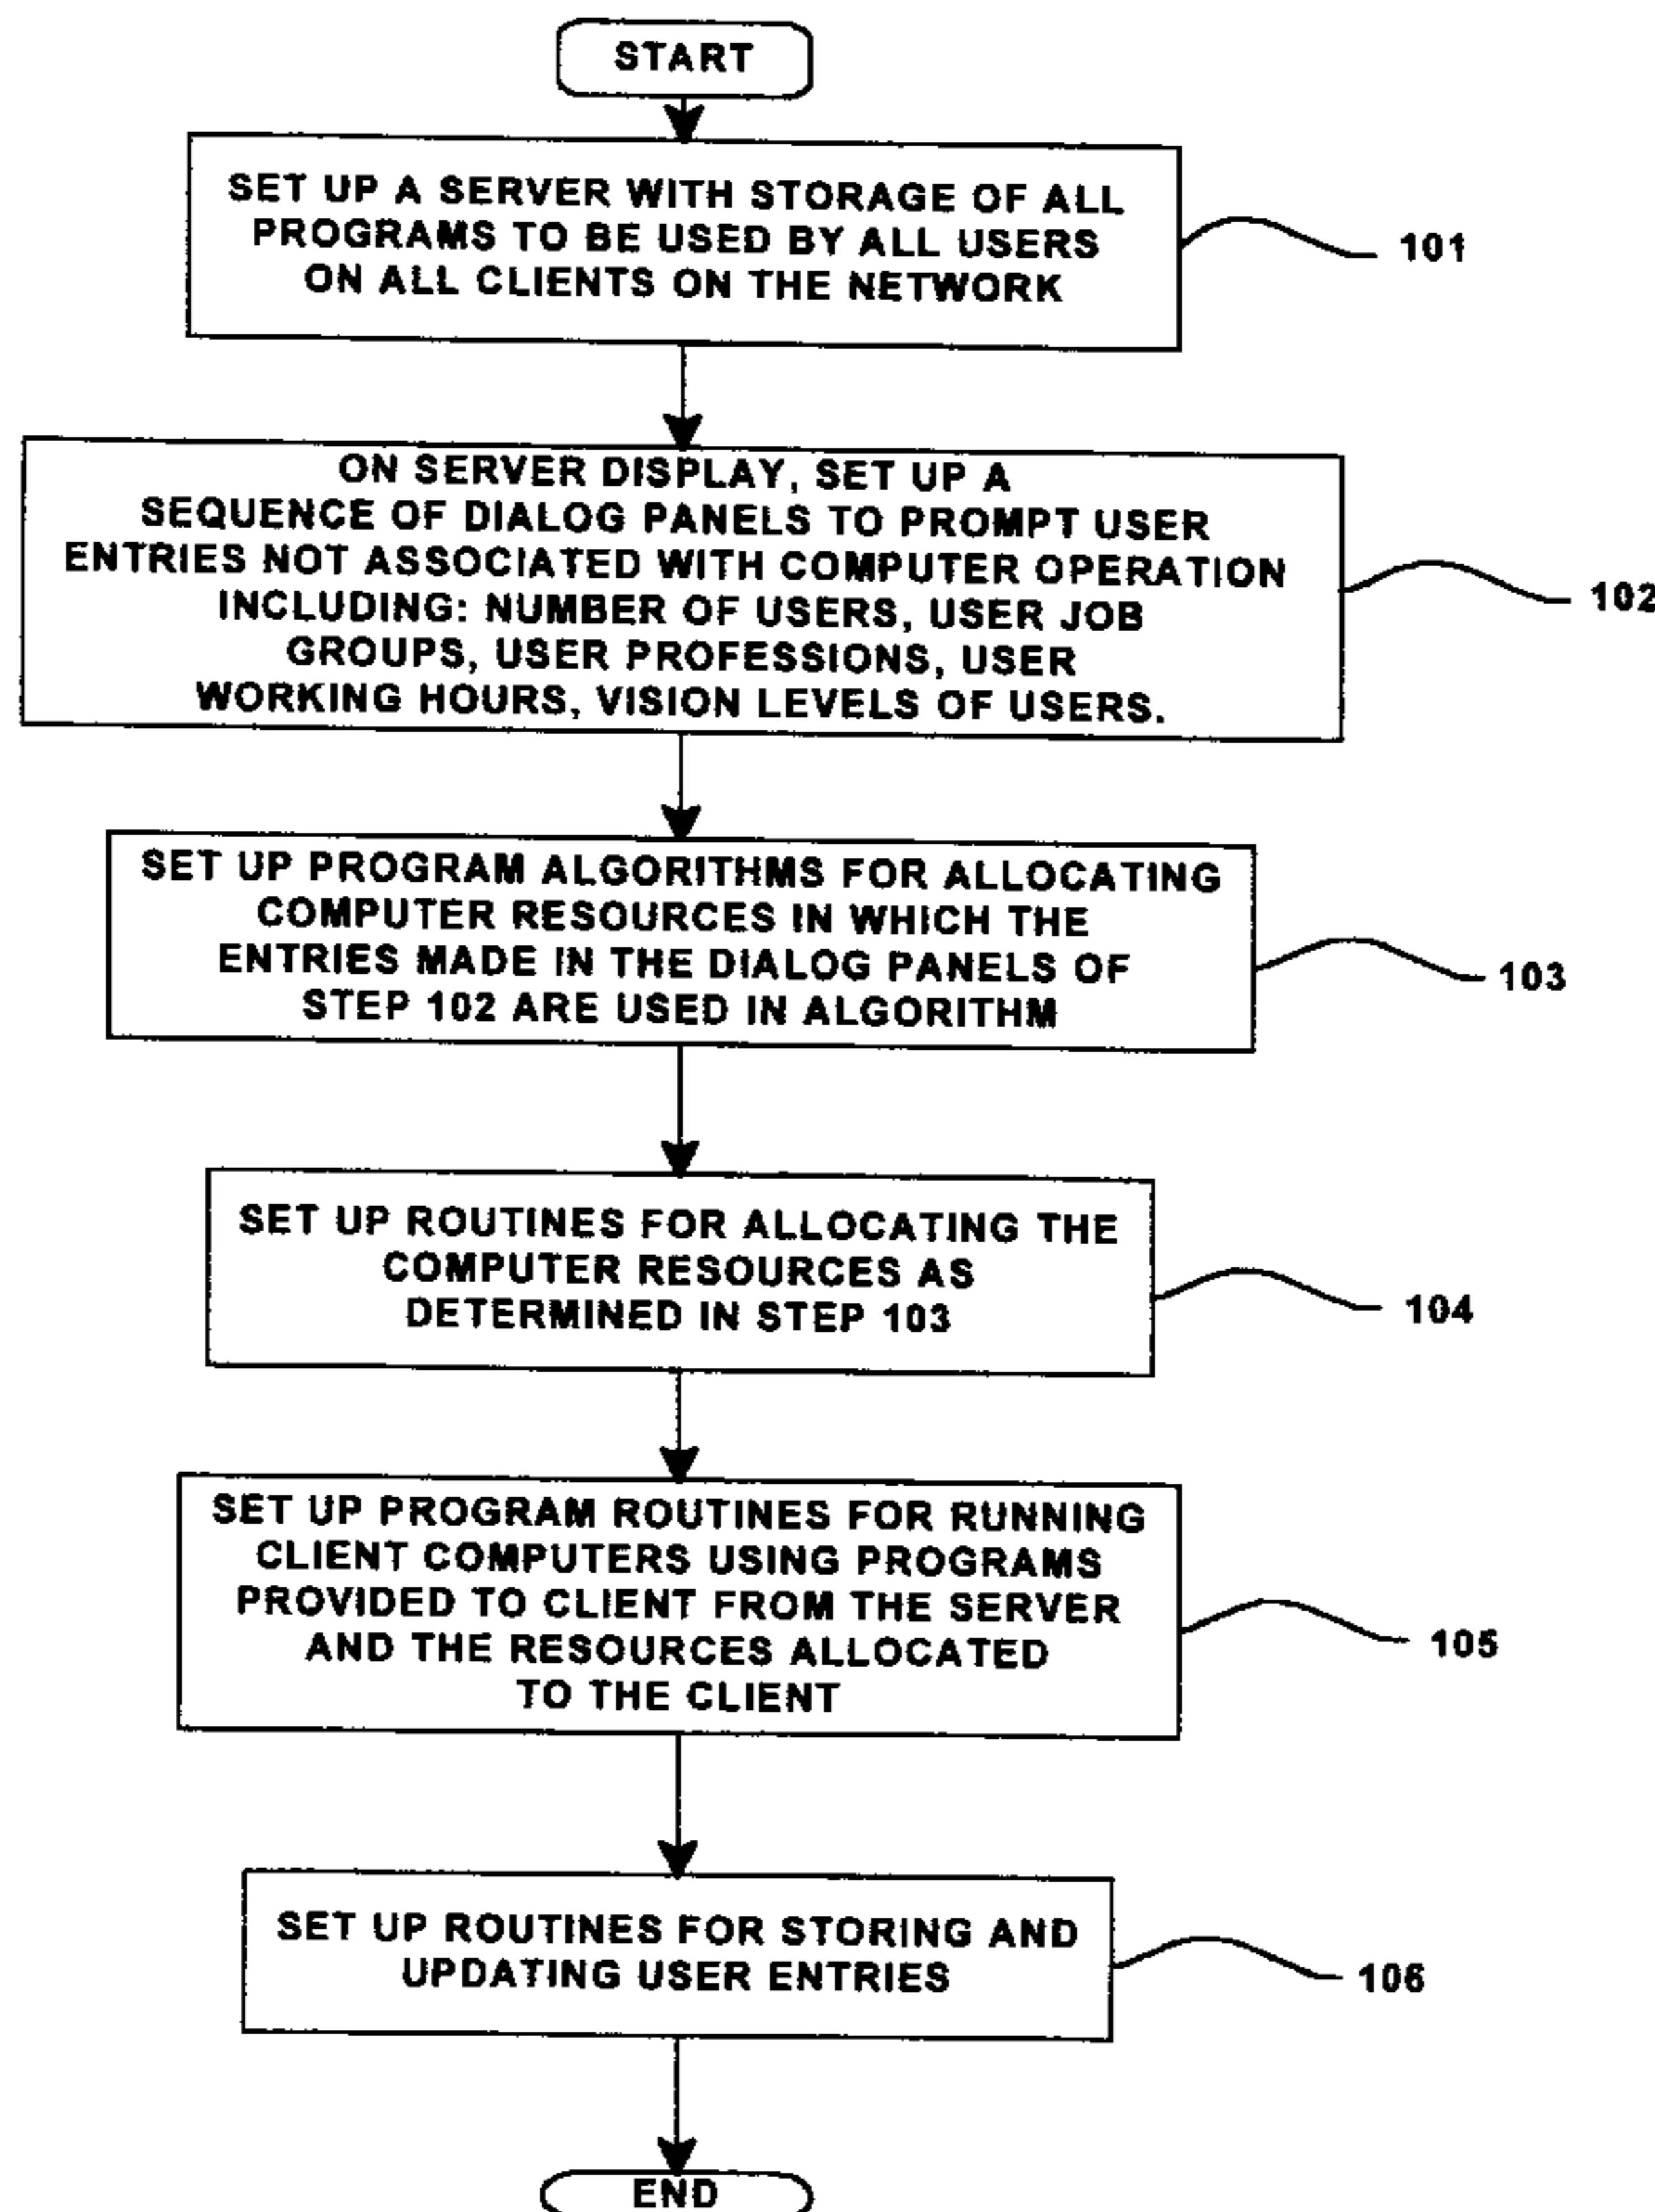 START
SET UP A SERVER WITH STORAGE OF ALL
PROGRAMS TO BE USED BY ALL USERS
ON ALL CLIENTS ON THE NETWORK
101
ON SERVER DISPLAY, SET UP A
SEQUENCE OF DIALOG PANELS TO PROMPT USER
ENTRIES NOT ASSOCIATED WITH COMPUTER OPERATION
INCLUDING: NUMBER OF USERS, USER JOB
GROUPS, USER PROFESSIONS, USER
WORKING HOURS, VISION LEVELS OF USERS.
102
SET UP PROGRAM ALGORITHMS FOR ALLOCATING
COMPUTER RESOURCES IN WHICH THE
ENTRIES MADE IN THE DIALOG PANELS OF
STEP 102 ARE USED IN ALGORITHM
103
SET UP ROUTINES FOR ALLOCATING THE
COMPUTER RESOURCES AS
DETERMINED IN STEP 103
104
SET UP PROGRAM ROUTINES FOR RUNNING
CLIENT COMPUTERS USING PROGRAMS
PROVIDED TO CLIENT FROM THE SERVER
AND THE RESOURCES ALLOCATED
TO THE CLIENT
105
SET UP ROUTINES FOR STORING AND
UPDATING USER ENTRIES
106
END